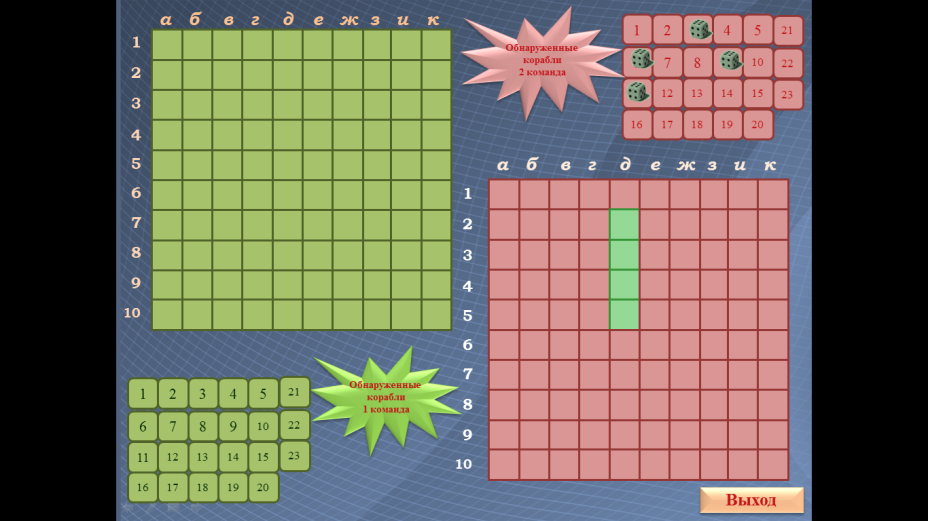 а б в г д е ж з и к
1
2
3
4
5
6
7
8
9
10
Обнаруженные
корабли
2 команда
1 2 4 5 21
7 8 10 22
12 13 14 15 23
16 17 18 19 20
а б в г д е ж з и к
1
2
3
4
5
6
7
8
9
10
1 2 3 4 5 21
6 7 8 9 10 22
11 12 13 14 15 23
16 17 18 19 20
Обнаруженные
корабли
1 команда
Выход